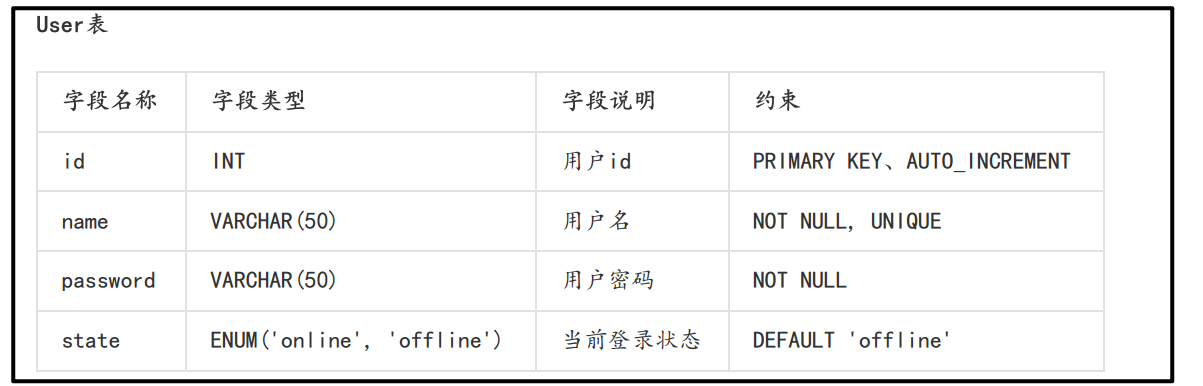 User表
字段名称 字段类型 字段说明 约束
id INT 用户id PRIMARY KEY、AUTO_INCREMENT
name VARCHAR(50) 用户名 NOT NULL, UNIQUE
password VARCHAR(50) 用户密码 NOT NULL
state ENUM('online', 'offline') 当前登录状态 DEFAULT 'offline'